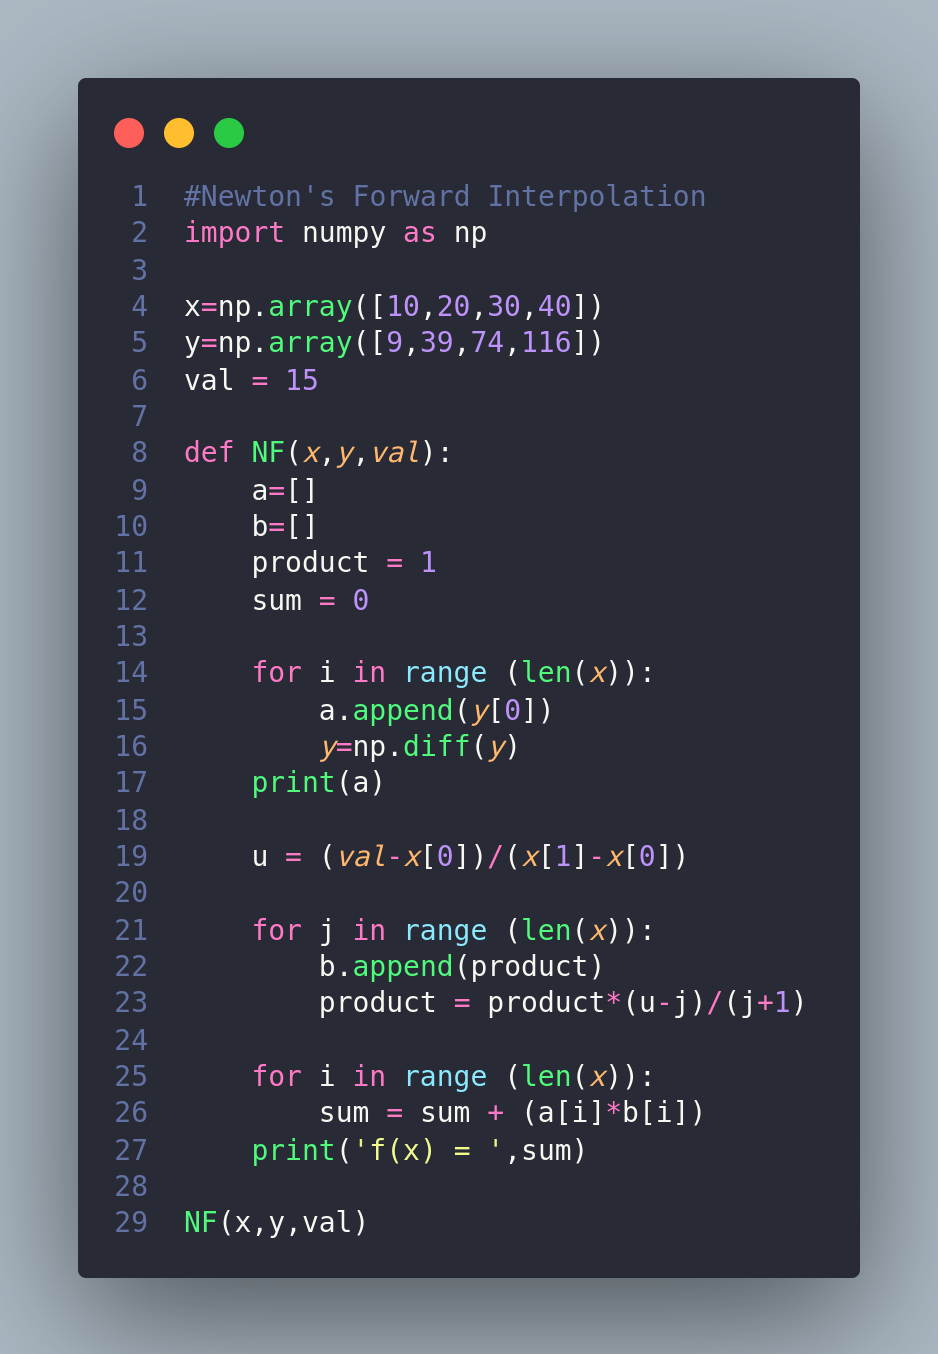 1 #Newton's Forward Interpolation
2 import numpy as np
3
4 x=np.array([10,20,30,40])
5 y=np.array([9,39,74,116])
6 val = 15
7
8 def NF(x,y,val):
9     a=[]
10     b=[]
11     product = 1
12     sum = 0
13
14     for i in range (len(x)):
15         a.append(y[0])
16         y=np.diff(y)
17     print(a)
18
19     u = (val-x[0])/(x[1]-x[0])
20
21     for j in range (len(x)):
22         b.append(product)
23         product = product*(u-j)/(j+1)
24
25     for i in range (len(x)):
26         sum = sum + (a[i]*b[i])
27     print('f(x) = ',sum)
28
29 NF(x,y,val)